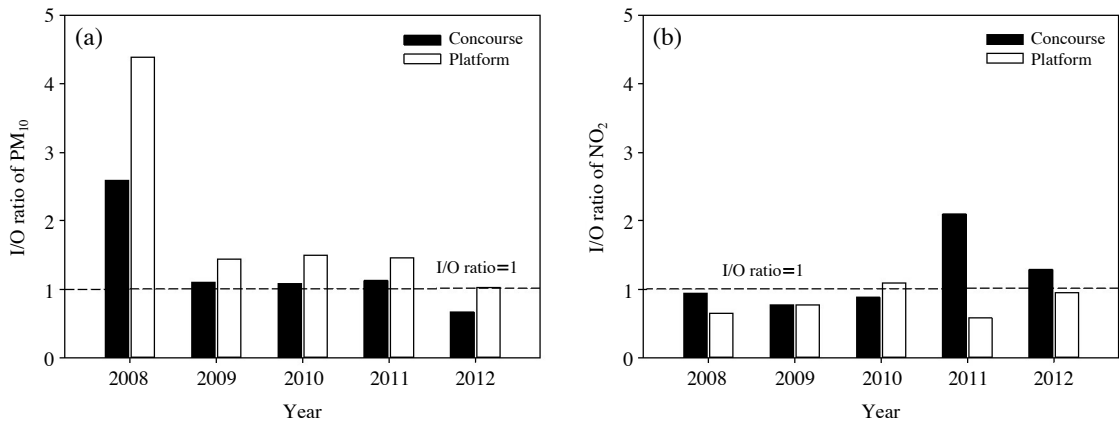 (a)
Concourse
Platform
I/O ratio of PM₁₀
5
4
3
2
1
0
I/O ratio=1
2008 2009 2010 2011 2012
Year
(b)
Concourse
Platform
I/O ratio of NO₂
5
4
3
2
1
0
I/O ratio=1
2008 2009 2010 2011 2012
Year